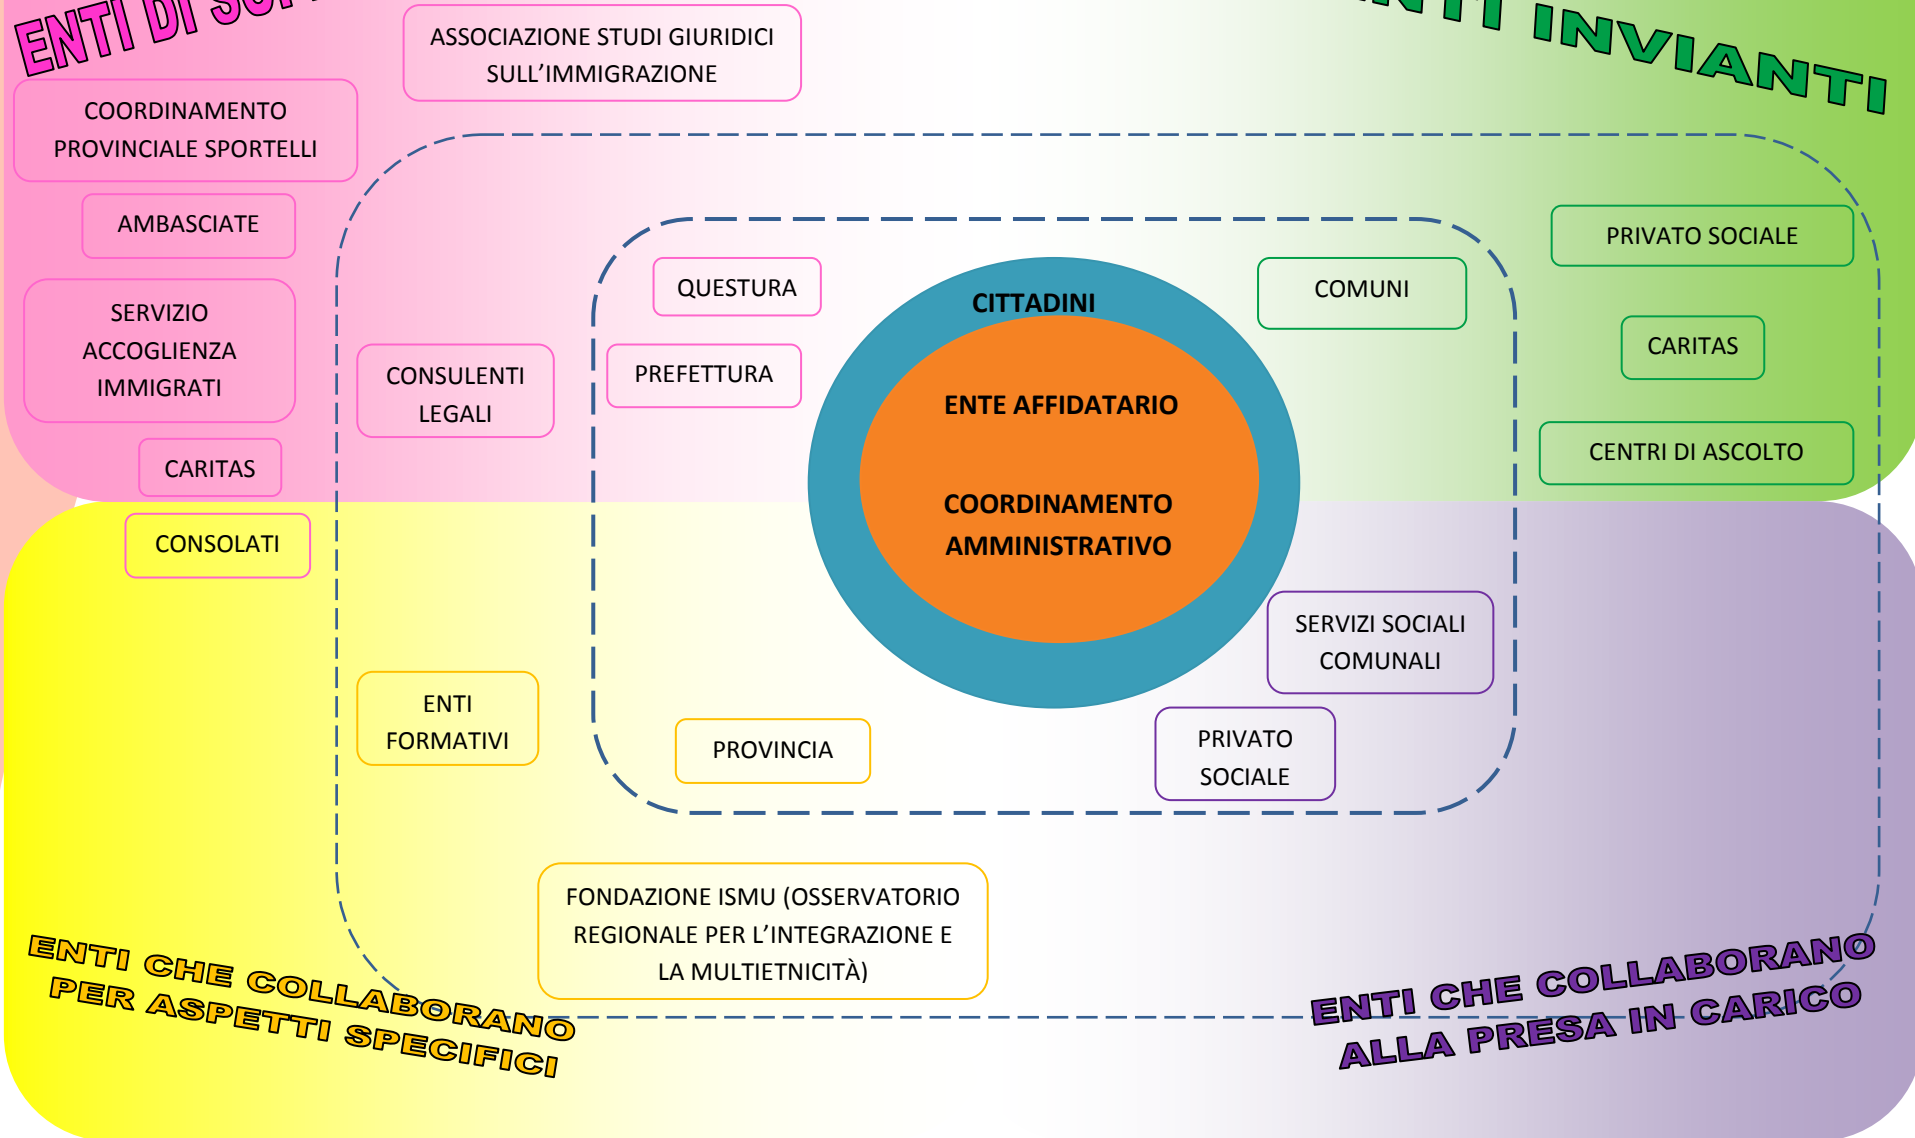 ENTI DI
ENTI INVIANTI
ASSOCIAZIONE STUDI GIURIDICI
SULL'IMMIGRAZIONE
COORDINAMENTO
PROVINCIALE SPORTELLI
AMBASCIATE
SERVIZIO
ACCOGLIENZA
IMMIGRATI
CARITAS
CONSOLATI
CONSULENTI
LEGALI
QUESTURA
PREFETTURA
CITTADINI
ENTE AFFIDATARIO
COORDINAMENTO
AMMINISTRATIVO
COMUNI
PRIVATO SOCIALE
CARITAS
CENTRI DI ASCOLTO
SERVIZI SOCIALI
COMUNALI
PRIVATO
SOCIALE
ENTI
FORMATIVI
PROVINCIA
FONDAZIONE ISMU (OSSERVATORIO
REGIONALE PER L'INTEGRAZIONE E
LA MULTIETNICITÀ)
ENTI CHE COLLABORANO
PER ASPETTI SPECIFICI
ENTI CHE COLLABORANO
ALLA PRESA IN CARICO